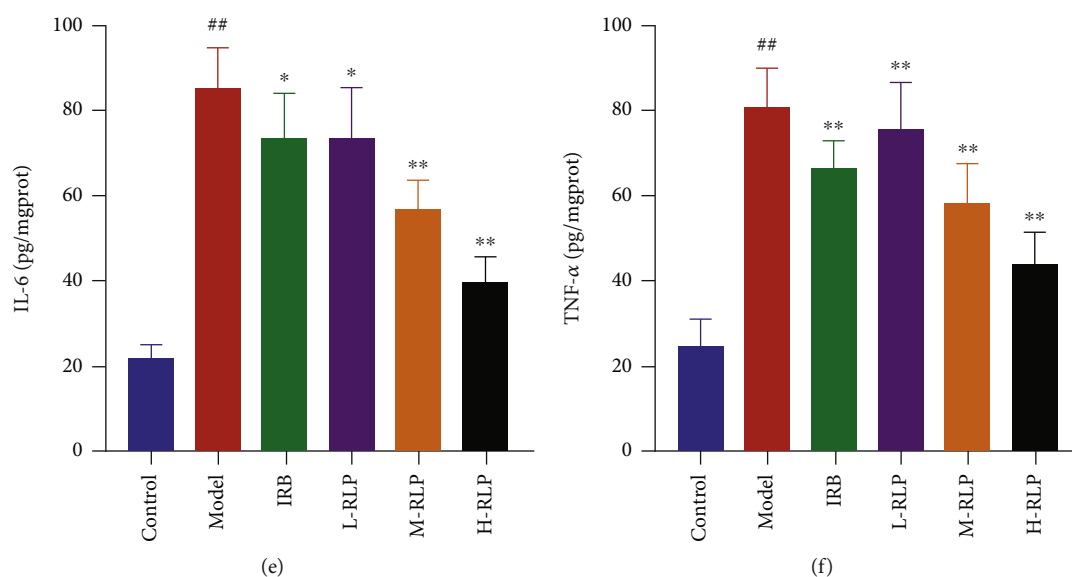 100
80
60
40
20
0
IL-6 (pg/mgprot)
##
*
*
**
**
Control
Model
IRB
L-RLP
M-RLP
H-RLP
(e)
100
80
60
40
20
0
TNF-α (pg/mgprot)
##
**
**
**
**
Control
Model
IRB
L-RLP
M-RLP
H-RLP
(f)